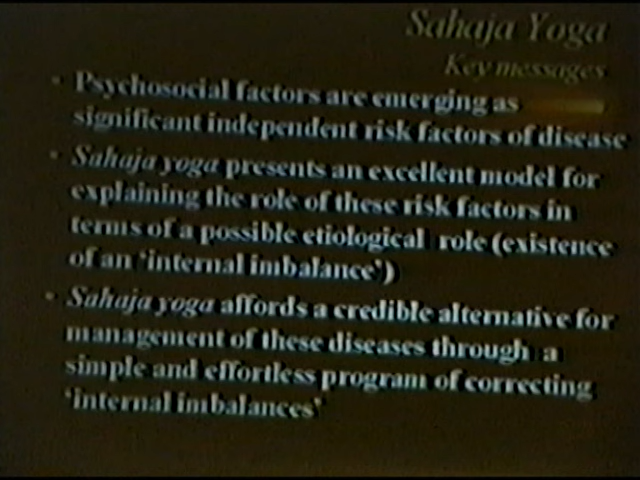 Sahaja Yoga
Key messages
• Psychosocial factors are emerging as
significant independent risk factors of disease
• Sahaja yoga presents an excellent model for
explaining the role of these risk factors in
terms of a possible etiological role (existence
of an ‘internal imbalance’)
• Sahaja yoga affords a credible alternative for
management of these diseases through a
simple and effortless program of correcting
‘internal imbalances’